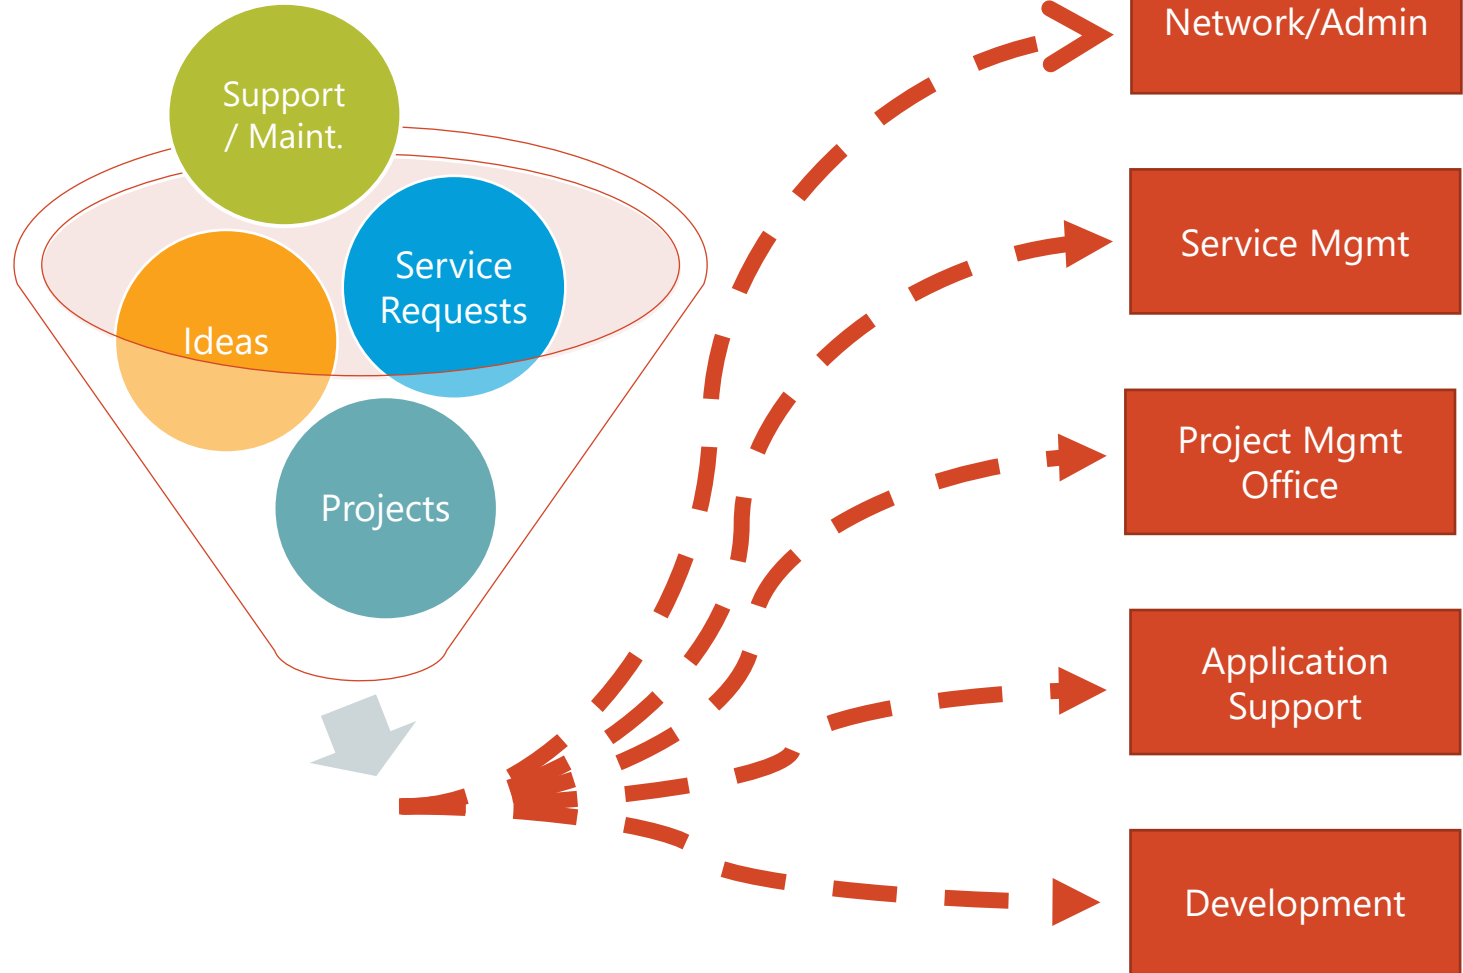 Support
/ Maint.
Service
Requests
Ideas
Projects
Network/Admin
Service Mgmt
Project Mgmt
Office
Application
Support
Development